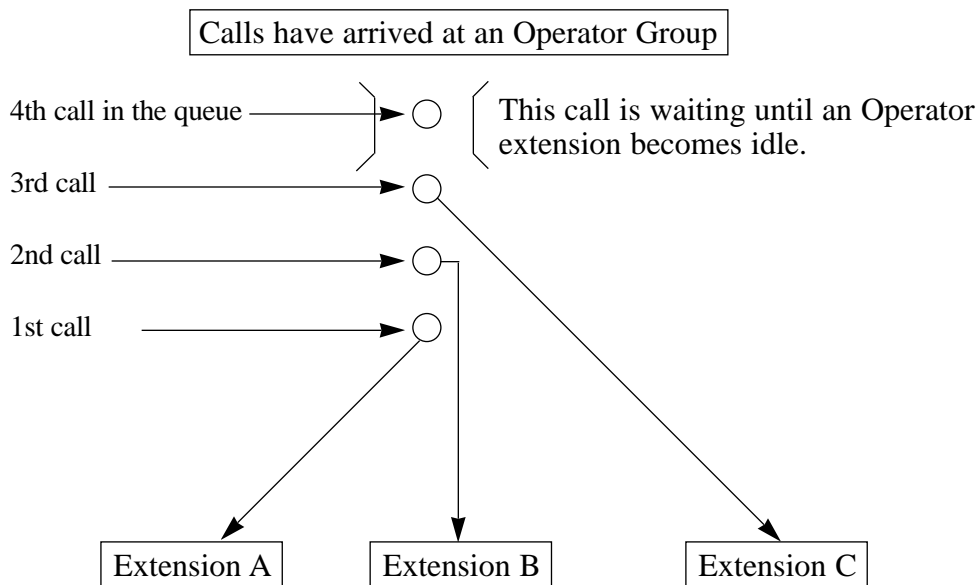 Calls have arrived at an Operator Group
4th call in the queue
This call is waiting until an Operator
extension becomes idle.
3rd call
2nd call
1st call
Extension A
Extension B
Extension C